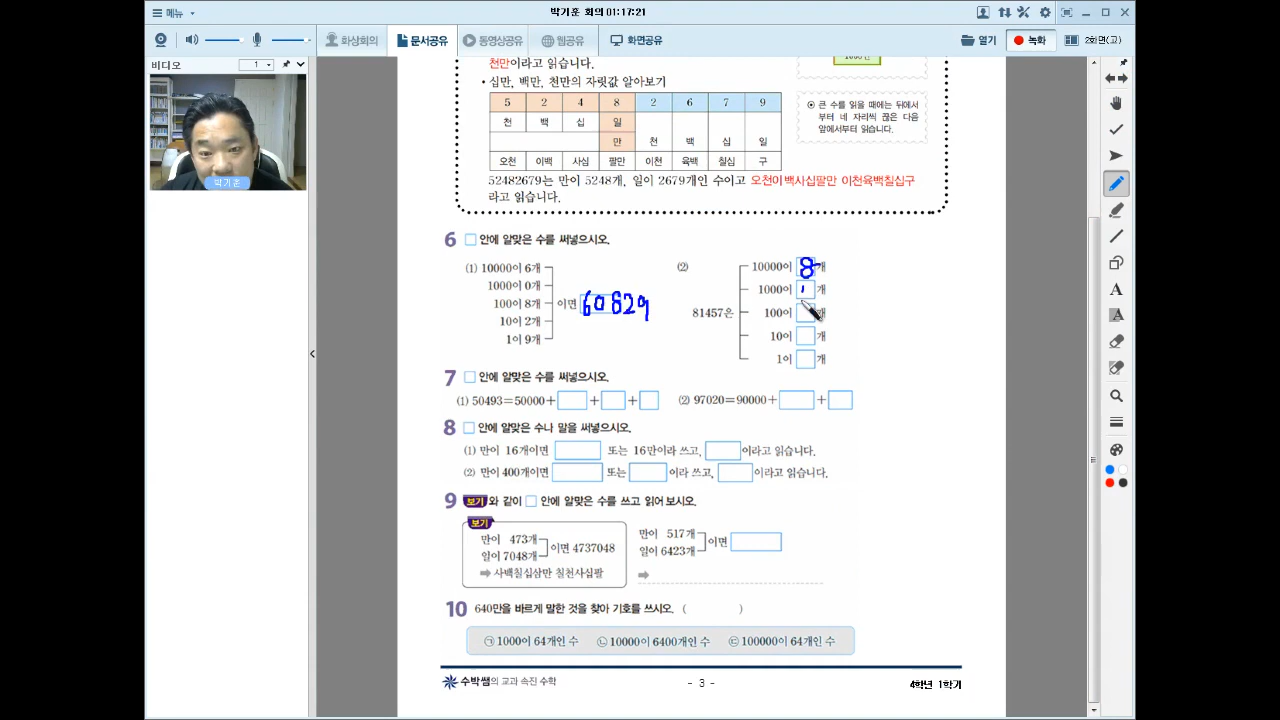 메뉴
박기훈 회의 01:17:21
화상회의 문서공유 동영상공유 웹공유 화면공유 열기 녹화 2화면(고)
비디오 1
박기훈
천만이라고 읽습니다.
• 십만, 백만, 천만의 자릿값 알아보기
5 2 4 8 2 6 7 9
천 백 십 일
만 천 백 십 일
오천 이백 사십 팔만 이천 육백 칠십 구
52482679는 만이 5248개, 일이 2679개인 수이고 오천이백사십팔만 이천육백칠십구
라고 읽습니다.
⊙ 큰 수를 읽을 때에는 뒤에서
부터 네 자리씩 끊은 다음
앞에서부터 읽습니다.
6 □ 안에 알맞은 수를 써넣으시오.
(1) 10000이 6개
1000이 0개
100이 8개
10이 2개
1이 9개
이면 60829
(2) 81457은
10000이 8개
1000이 1개
100이 □개
10이 □개
1이 □개
7 □ 안에 알맞은 수를 써넣으시오.
(1) 50493=50000+□+□+□ (2) 97020=90000+□+□
8 □ 안에 알맞은 수나 말을 써넣으시오.
(1) 만이 16개이면 □ 또는 16만이라 쓰고, □이라고 읽습니다.
(2) 만이 400개이면 □ 또는 □이라 쓰고, □이라고 읽습니다.
9 보기와 같이 □ 안에 알맞은 수를 쓰고 읽어 보시오.
보기
만이 473개
일이 7048개
이면 4737048
➡ 사백칠십삼만 칠천사십팔
만이 517개
일이 6423개
이면 □
➡
10 640만을 바르게 말한 것을 찾아 기호를 쓰시오. ( )
㉠ 1000이 64개인 수 ㉡ 10000이 6400개인 수 ㉢ 100000이 64개인 수
수박쌤의 교과 속진 수학 - 3 - 4학년 1학기